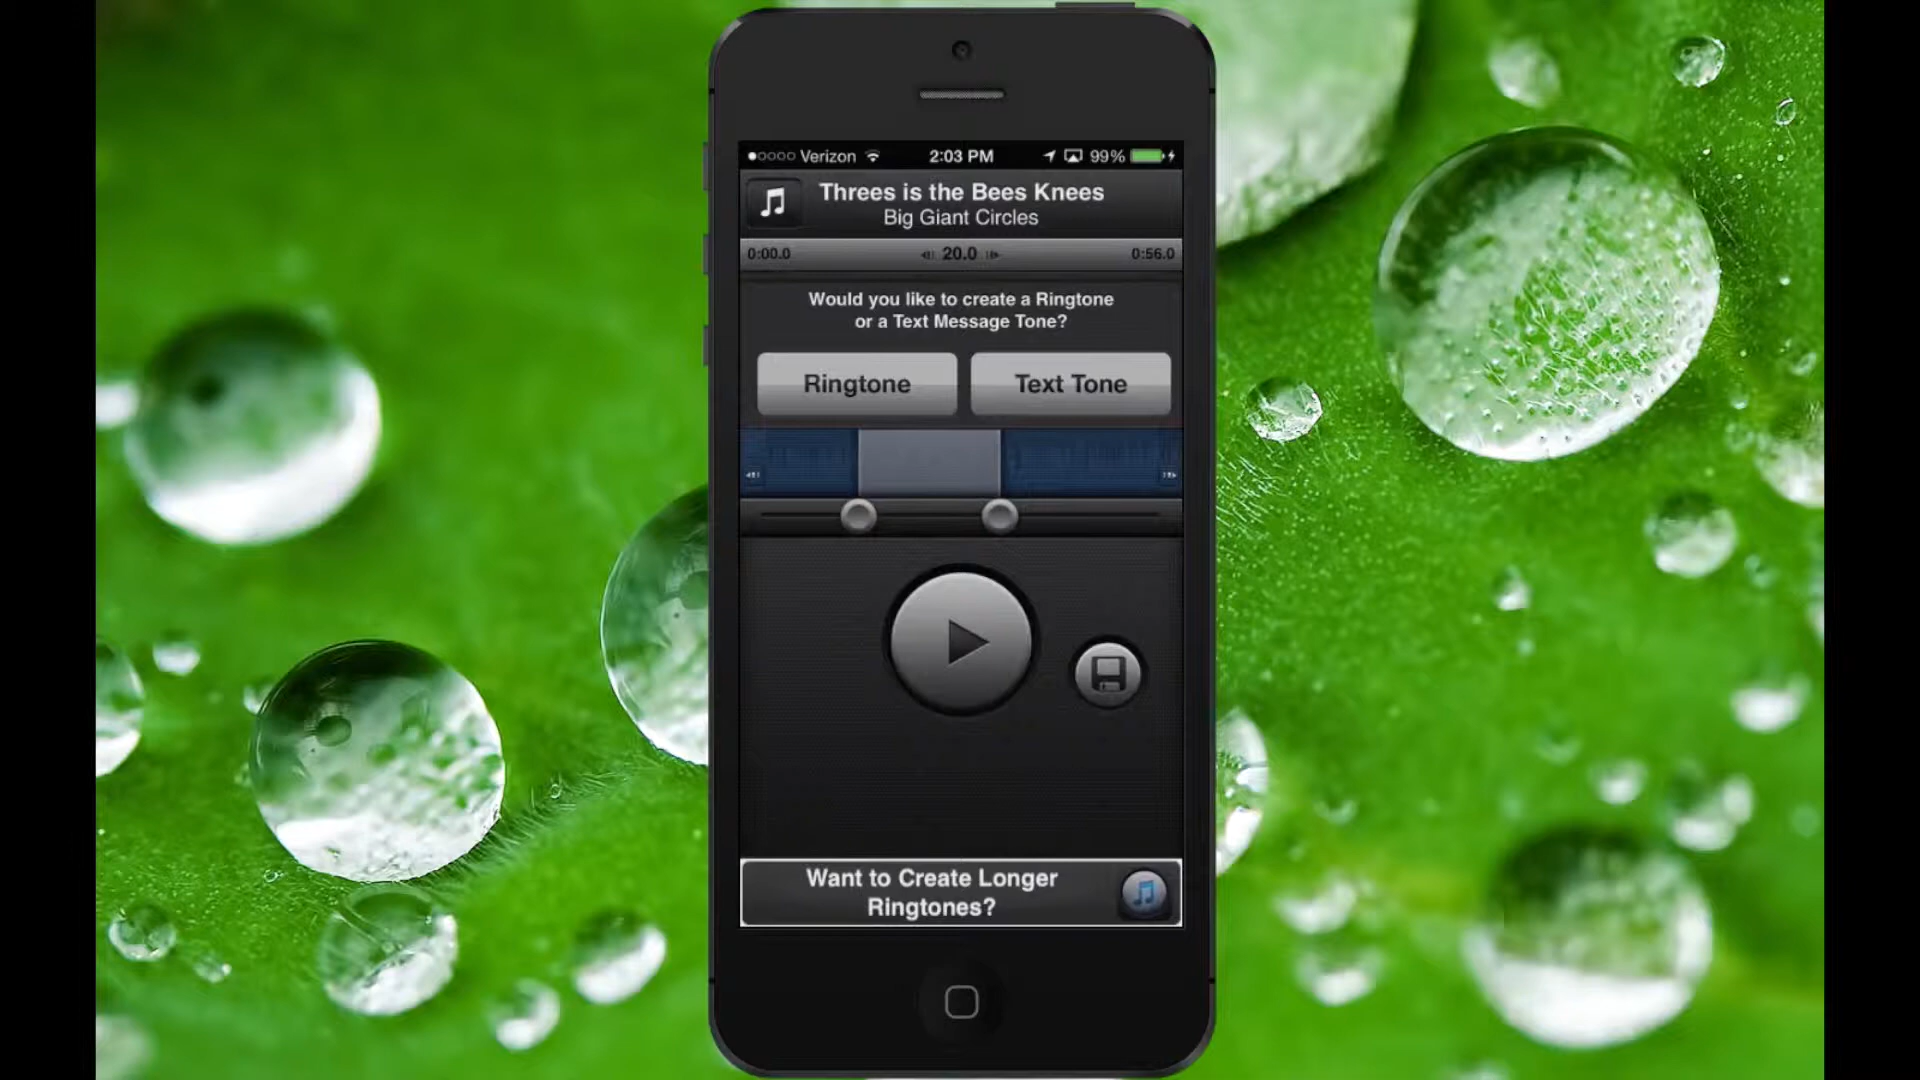 Verizon 2:03 PM 99%
Threes is the Bees Knees
Big Giant Circles
0:00.0 20.0 0:56.0
Would you like to create a Ringtone
or a Text Message Tone?
Ringtone Text Tone
Want to Create Longer
Ringtones?